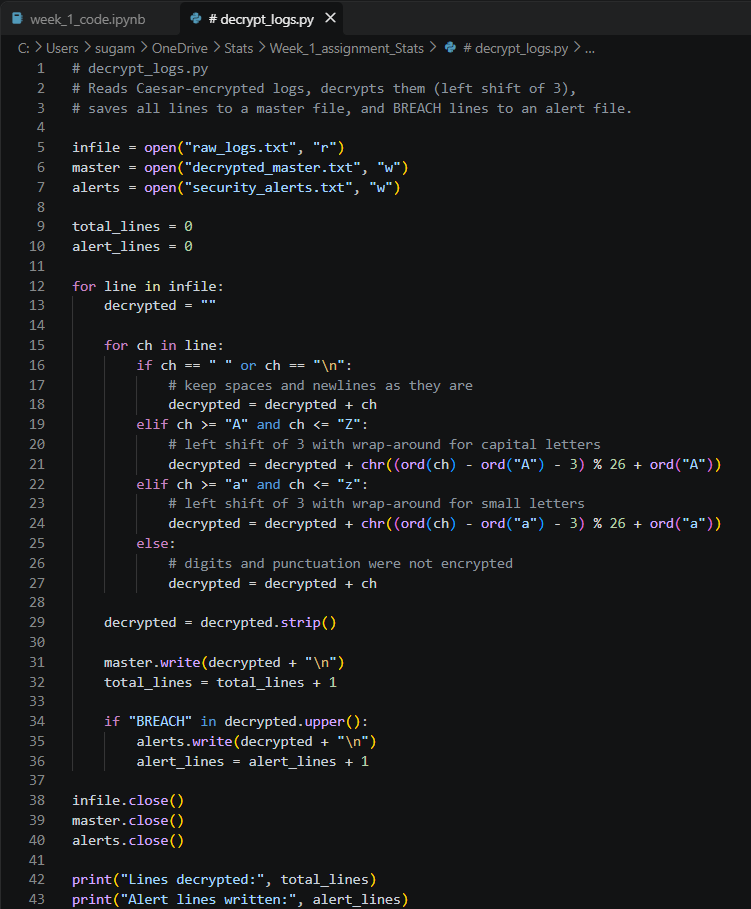 week_1_code.ipynb
# decrypt_logs.py ×
C: > Users > sugam > OneDrive > Stats > Week_1_assignment_Stats > # decrypt_logs.py > ...
1 # decrypt_logs.py
2 # Reads Caesar-encrypted logs, decrypts them (left shift of 3),
3 # saves all lines to a master file, and BREACH lines to an alert file.
4
5 infile = open("raw_logs.txt", "r")
6 master = open("decrypted_master.txt", "w")
7 alerts = open("security_alerts.txt", "w")
8
9 total_lines = 0
10 alert_lines = 0
11
12 for line in infile:
13     decrypted = ""
14
15     for ch in line:
16         if ch == " " or ch == "\n":
17             # keep spaces and newlines as they are
18             decrypted = decrypted + ch
19         elif ch >= "A" and ch <= "Z":
20             # left shift of 3 with wrap-around for capital letters
21             decrypted = decrypted + chr((ord(ch) - ord("A") - 3) % 26 + ord("A"))
22         elif ch >= "a" and ch <= "z":
23             # left shift of 3 with wrap-around for small letters
24             decrypted = decrypted + chr((ord(ch) - ord("a") - 3) % 26 + ord("a"))
25         else:
26             # digits and punctuation were not encrypted
27             decrypted = decrypted + ch
28
29     decrypted = decrypted.strip()
30
31     master.write(decrypted + "\n")
32     total_lines = total_lines + 1
33
34     if "BREACH" in decrypted.upper():
35         alerts.write(decrypted + "\n")
36         alert_lines = alert_lines + 1
37
38 infile.close()
39 master.close()
40 alerts.close()
41
42 print("Lines decrypted:", total_lines)
43 print("Alert lines written:", alert_lines)